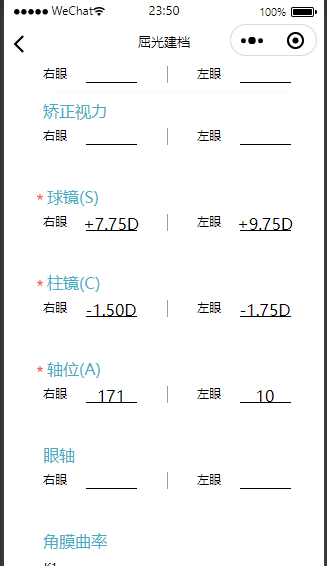 WeChat 23:50 100%
屈光建档
右眼 左眼
矫正视力
右眼 左眼
* 球镜(S)
右眼 +7.75D 左眼 +9.75D
* 柱镜(C)
右眼 -1.50D 左眼 -1.75D
* 轴位(A)
右眼 171 左眼 10
眼轴
右眼 左眼
角膜曲率